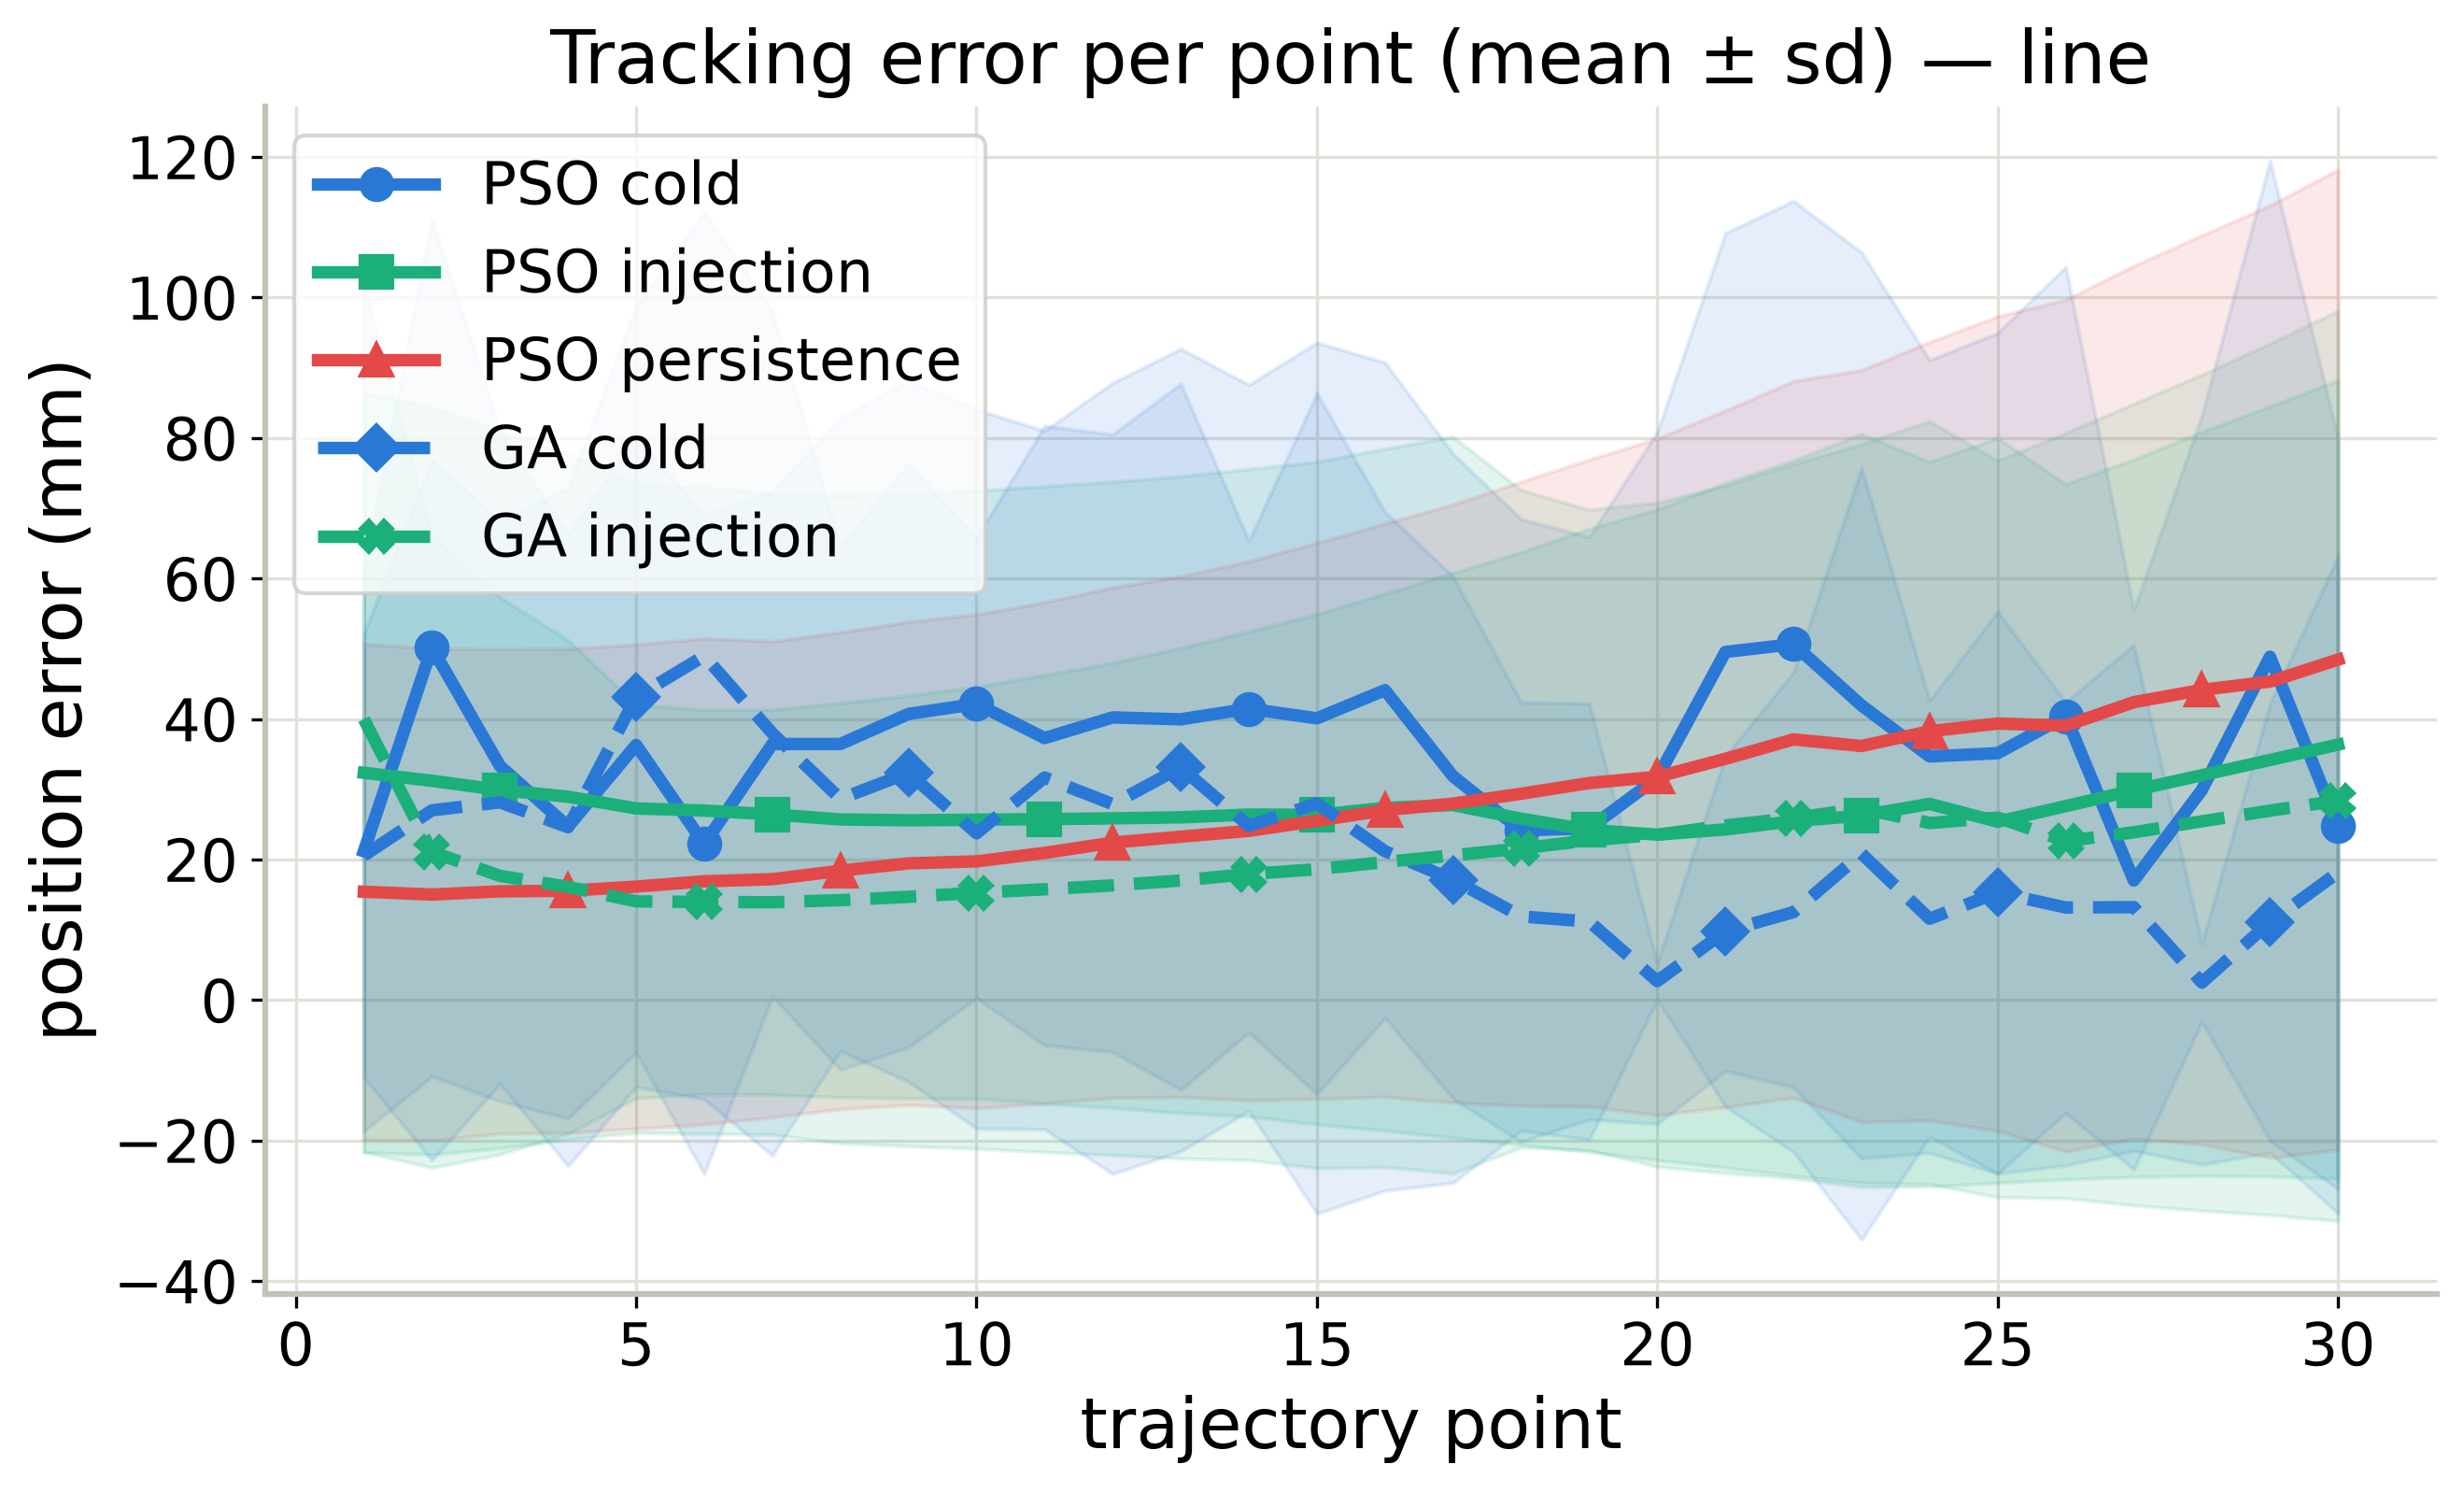 Tracking error per point (mean ± sd) — line
position error (mm)
120
100
80
60
40
20
0
−20
−40
PSO cold
PSO injection
PSO persistence
GA cold
GA injection
0 5 10 15 20 25 30
trajectory point